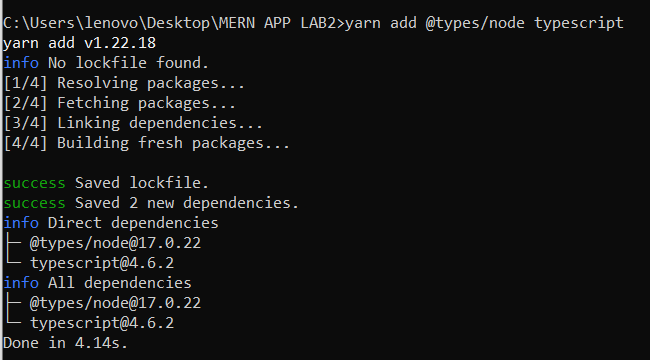 C:\Users\lenovo\Desktop\MERN APP LAB2>yarn add @types/node typescript
yarn add v1.22.18
info No lockfile found.
[1/4] Resolving packages...
[2/4] Fetching packages...
[3/4] Linking dependencies...
[4/4] Building fresh packages...
success Saved lockfile.
success Saved 2 new dependencies.
info Direct dependencies
├─ @types/node@17.0.22
└─ typescript@4.6.2
info All dependencies
├─ @types/node@17.0.22
└─ typescript@4.6.2
Done in 4.14s.